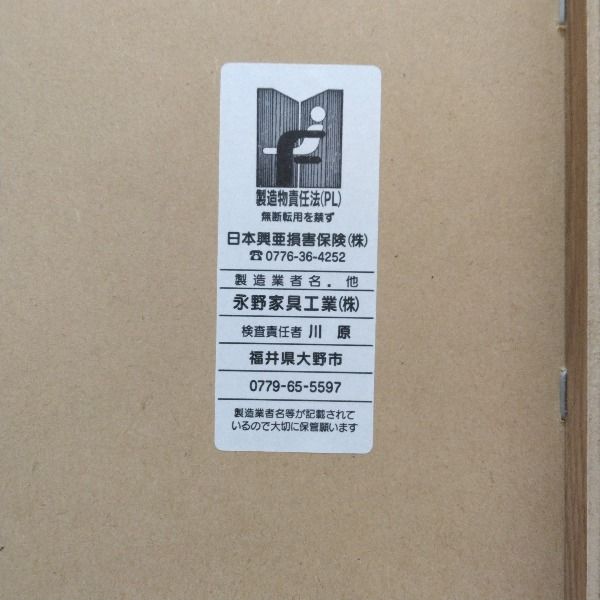 製造物責任法(PL)
無断転用を禁ず
日本興亜損害保険(株)
☎0776-36-4252
製造業者名．他
永野家具工業(株)
検査責任者 川原
福井県大野市
0779-65-5597
製造業者名等が記載されて
いるので大切に保管願います